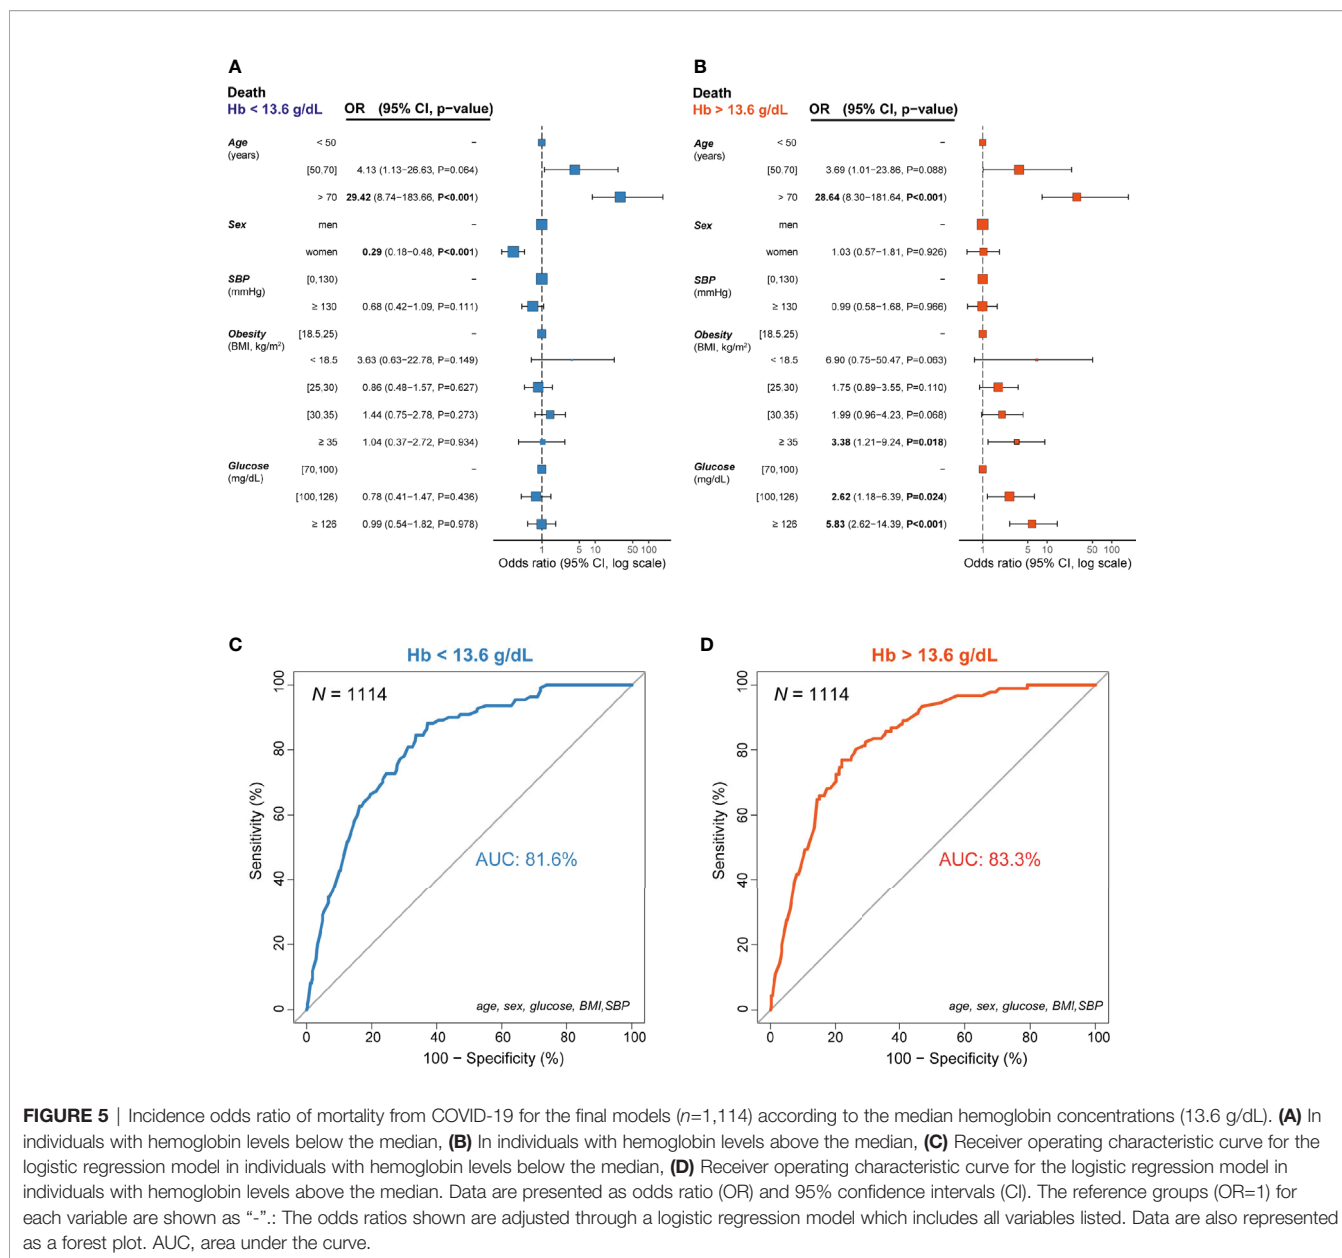 A
Death
Hb < 13.6 g/dL OR (95% CI, p−value)
Age < 50 –
(years)
[50,70] 4.13 (1.13−26.63, P=0.064)
> 70 29.42 (8.74−183.66, P<0.001)
Sex men –
women 0.29 (0.18−0.48, P<0.001)
SBP [0,130) –
(mmHg)
≥ 130 0.68 (0.42−1.09, P=0.111)
Obesity [18.5,25) –
(BMI, kg/m²)
< 18.5 3.63 (0.63−22.78, P=0.149)
[25,30) 0.86 (0.48−1.57, P=0.627)
[30,35) 1.44 (0.75−2.78, P=0.273)
≥ 35 1.04 (0.37−2.72, P=0.934)
Glucose [70,100) –
(mg/dL)
[100,126) 0.78 (0.41−1.47, P=0.436)
≥ 126 0.99 (0.54−1.82, P=0.978)
1 5 10 50 100
Odds ratio (95% CI, log scale)
B
Death
Hb > 13.6 g/dL OR (95% CI, p−value)
Age < 50 –
(years)
[50,70] 3.69 (1.01−23.86, P=0.088)
> 70 28.64 (8.30−181.64, P<0.001)
Sex men –
women 1.03 (0.57−1.81, P=0.926)
SBP [0,130) –
(mmHg)
≥ 130 0.99 (0.58−1.68, P=0.966)
Obesity [18.5,25) –
(BMI, kg/m²)
< 18.5 6.90 (0.75−50.47, P=0.063)
[25,30) 1.75 (0.89−3.55, P=0.110)
[30,35) 1.99 (0.96−4.23, P=0.068)
≥ 35 3.38 (1.21−9.24, P=0.018)
Glucose [70,100) –
(mg/dL)
[100,126) 2.62 (1.18−6.39, P=0.024)
≥ 126 5.83 (2.62−14.39, P<0.001)
1 5 10 50 100
Odds ratio (95% CI, log scale)
C
Hb < 13.6 g/dL
N = 1114
AUC: 81.6%
age, sex, glucose, BMI,SBP
Sensitivity (%)
0 20 40 60 80 100
0 20 40 60 80 100
100 − Specificity (%)
D
Hb > 13.6 g/dL
N = 1114
AUC: 83.3%
age, sex, glucose, BMI,SBP
Sensitivity (%)
0 20 40 60 80 100
0 20 40 60 80 100
100 − Specificity (%)
FIGURE 5 | Incidence odds ratio of mortality from COVID-19 for the final models (n=1,114) according to the median hemoglobin concentrations (13.6 g/dL). (A) In
individuals with hemoglobin levels below the median, (B) In individuals with hemoglobin levels above the median, (C) Receiver operating characteristic curve for the
logistic regression model in individuals with hemoglobin levels below the median, (D) Receiver operating characteristic curve for the logistic regression model in
individuals with hemoglobin levels above the median. Data are presented as odds ratio (OR) and 95% confidence intervals (CI). The reference groups (OR=1) for
each variable are shown as “-”.: The odds ratios shown are adjusted through a logistic regression model which includes all variables listed. Data are also represented
as a forest plot. AUC, area under the curve.